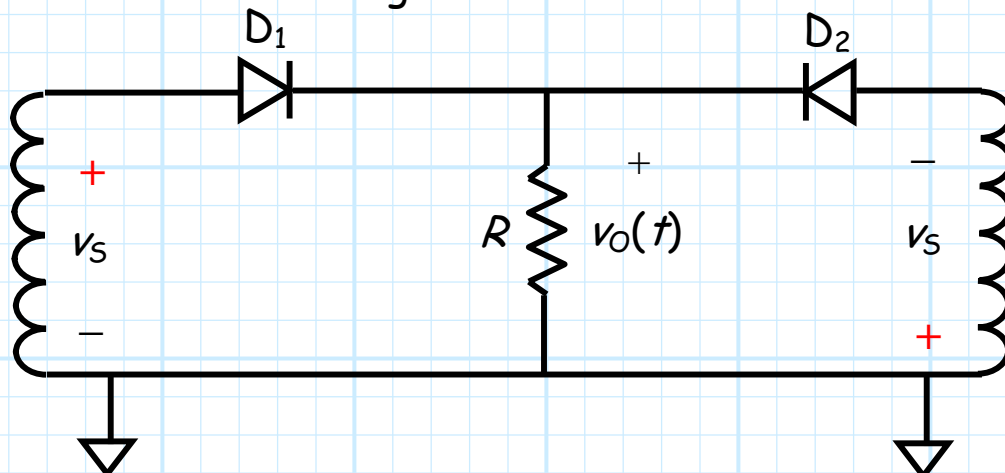 D₁ D₂
+ + −
R vO(t)
vS vS
− +